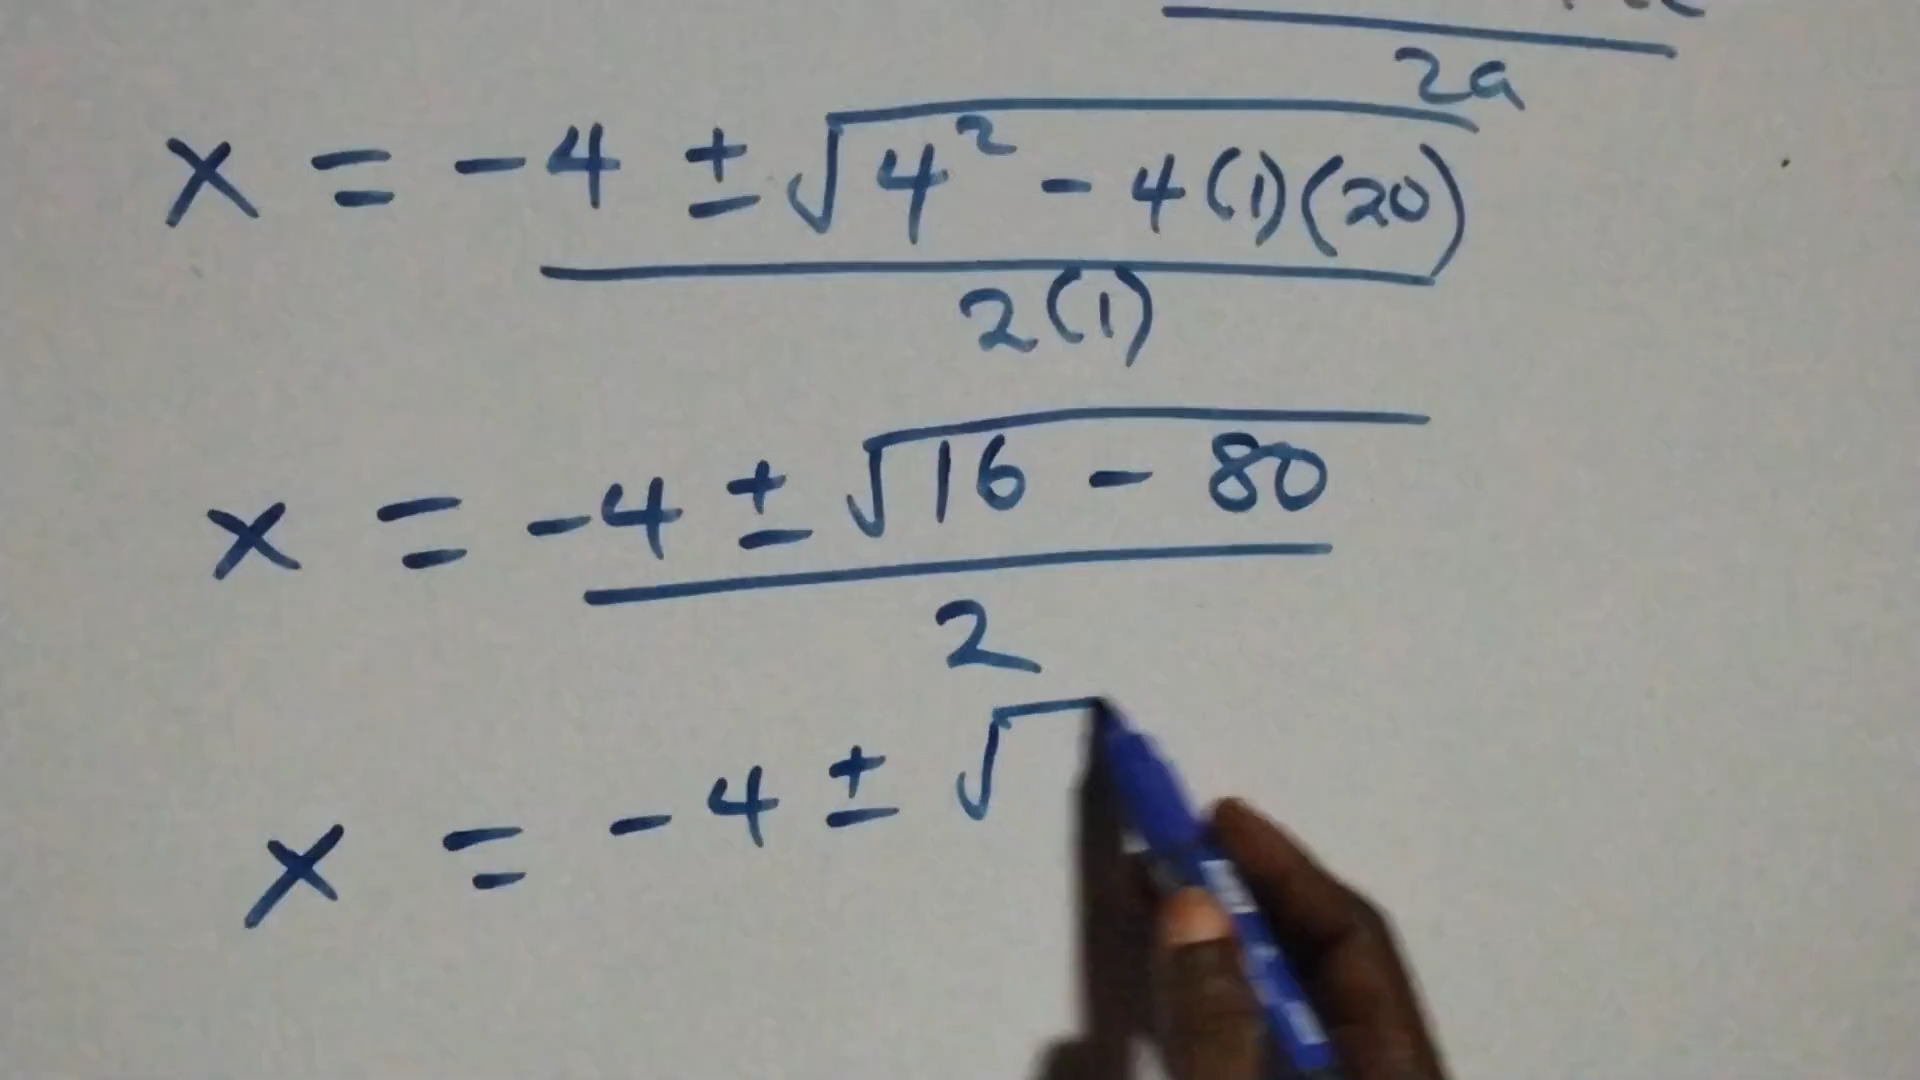 2a
x = -4 ± √4² - 4(1)(20)
2(1)
x = -4 ± √16 - 80
2
x = -4 ± √